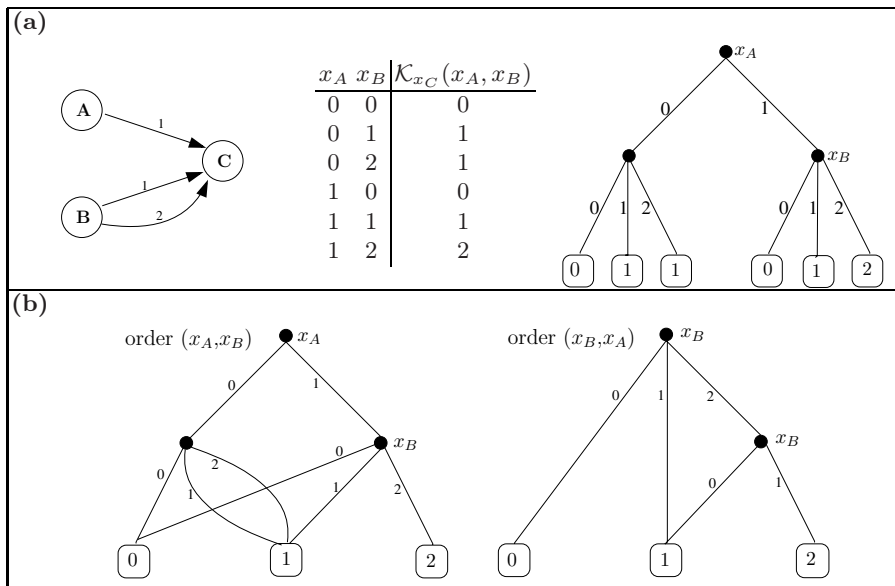 (a)
A
1
C
B
1
2
x_A x_B K_{x_C}(x_A, x_B)
0 0 0
0 1 1
0 2 1
1 0 0
1 1 1
1 2 2
x_A
0 1
x_B
0 1 2 0 1 2
0 1 1 0 1 2
(b)
order (x_A,x_B)
x_A
0 1
x_B
0 1 2 0 1 2
0 1 2
order (x_B,x_A)
x_B
0 1 2
x_B
0 1
0 1 2